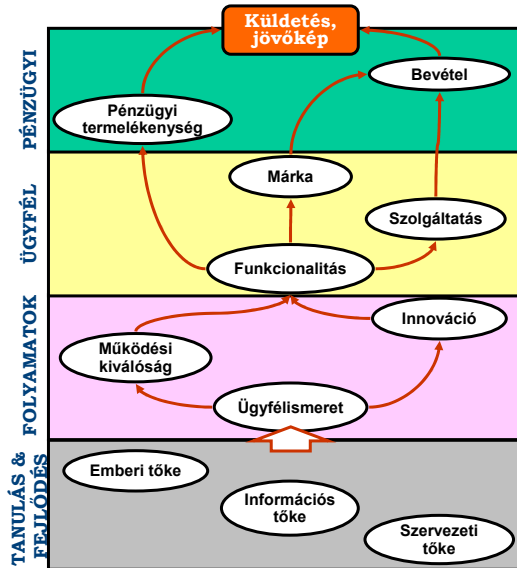 Küldetés,
jövőkép
PÉNZÜGYI
Bevétel
Pénzügyi
termelékenység
ÜGYFÉL
Márka
Szolgáltatás
Funkcionalitás
FOLYAMATOK
Innováció
Működési
kiválóság
Ügyfélismeret
TANULÁS &
FEJLŐDÉS
Emberi tőke
Információs
tőke
Szervezeti
tőke